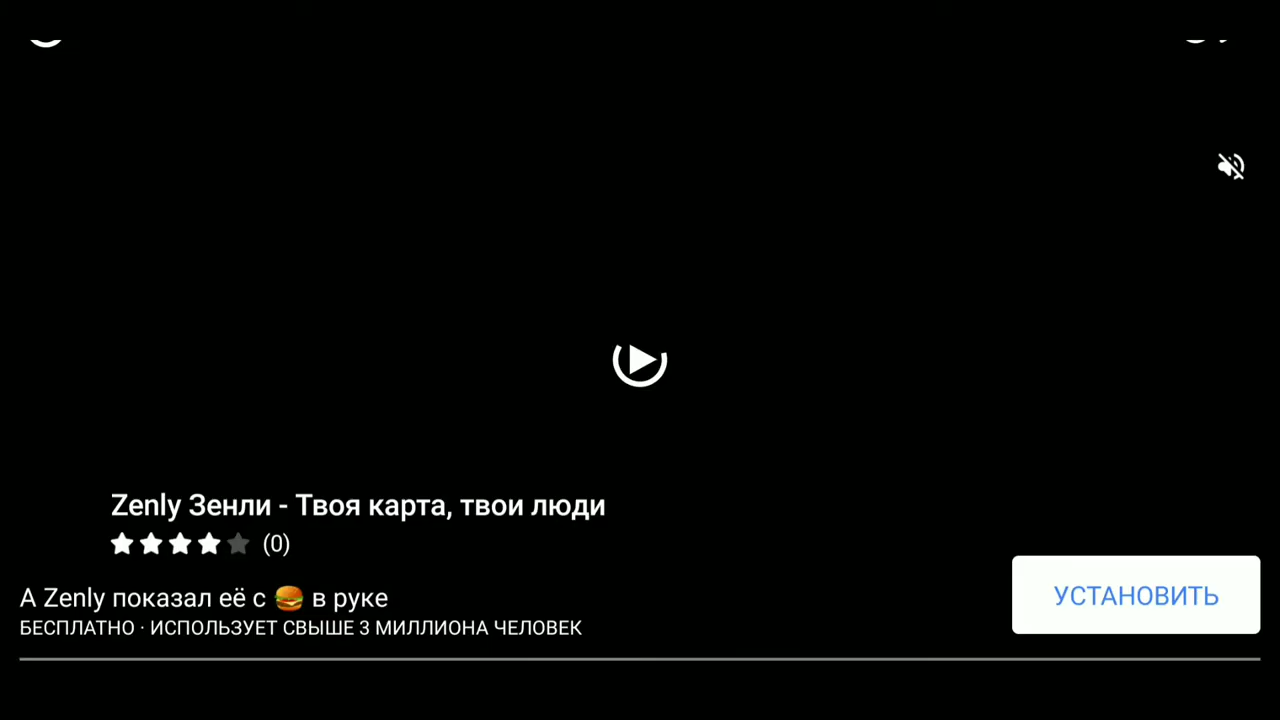 Zenly Зенли - Твоя карта, твои люди
(0)
А Zenly показал её с 🍔 в руке
БЕСПЛАТНО · ИСПОЛЬЗУЕТ СВЫШЕ 3 МИЛЛИОНА ЧЕЛОВЕК
УСТАНОВИТЬ